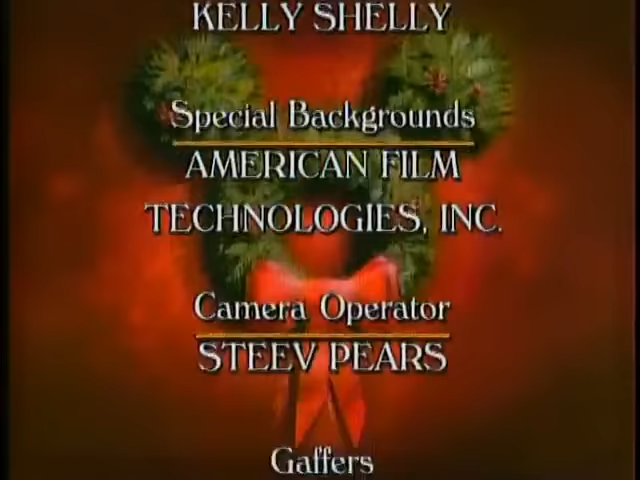 KELLY SHELLY
Special Backgrounds
AMERICAN FILM
TECHNOLOGIES, INC.
Camera Operator
STEEV PEARS
Gaffers